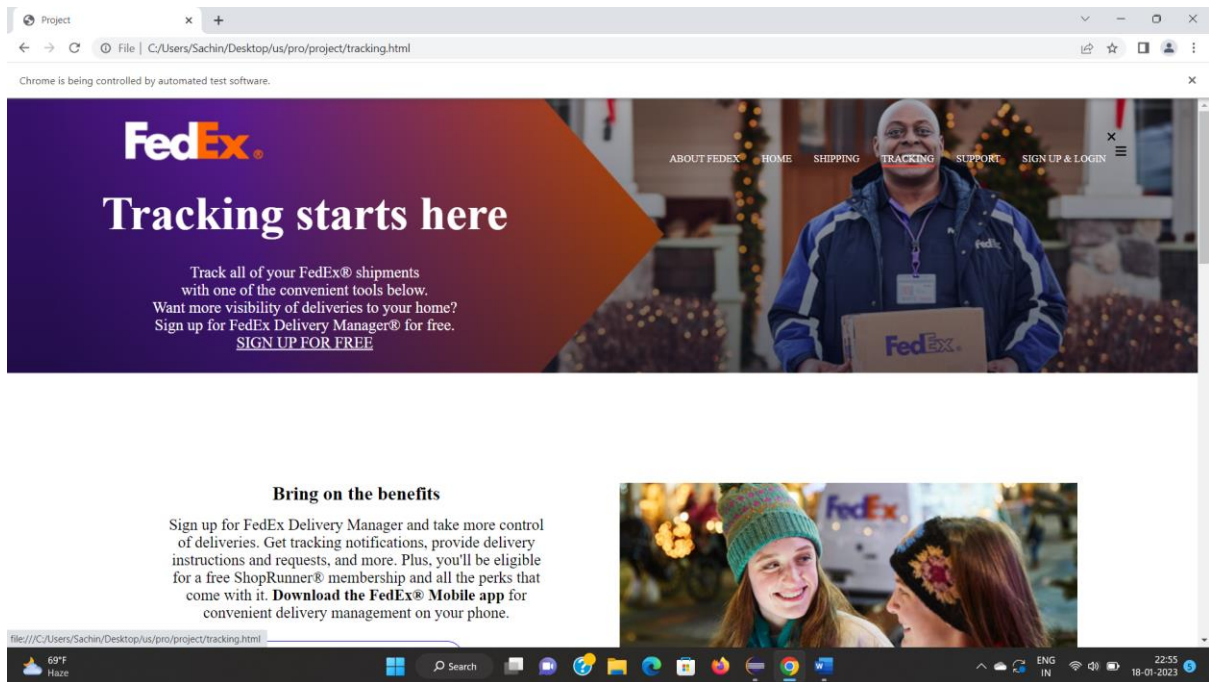 Project
File | C:/Users/Sachin/Desktop/us/pro/project/tracking.html
Chrome is being controlled by automated test software.
FedEx®
ABOUT FEDEX HOME SHIPPING TRACKING SUPPORT SIGN UP & LOGIN
Tracking starts here
FedEx
Track all of your FedEx® shipments
with one of the convenient tools below.
Want more visibility of deliveries to your home?
Sign up for FedEx Delivery Manager® for free.
SIGN UP FOR FREE
FedEx.
Bring on the benefits
Sign up for FedEx Delivery Manager and take more control
of deliveries. Get tracking notifications, provide delivery
instructions and requests, and more. Plus, you'll be eligible
for a free ShopRunner® membership and all the perks that
come with it. Download the FedEx® Mobile app for
convenient delivery management on your phone.
FedEx.
file:///C:/Users/Sachin/Desktop/us/pro/project/tracking.html
69°F
Haze
Search
ENG
IN
22:55
18-01-2023
5